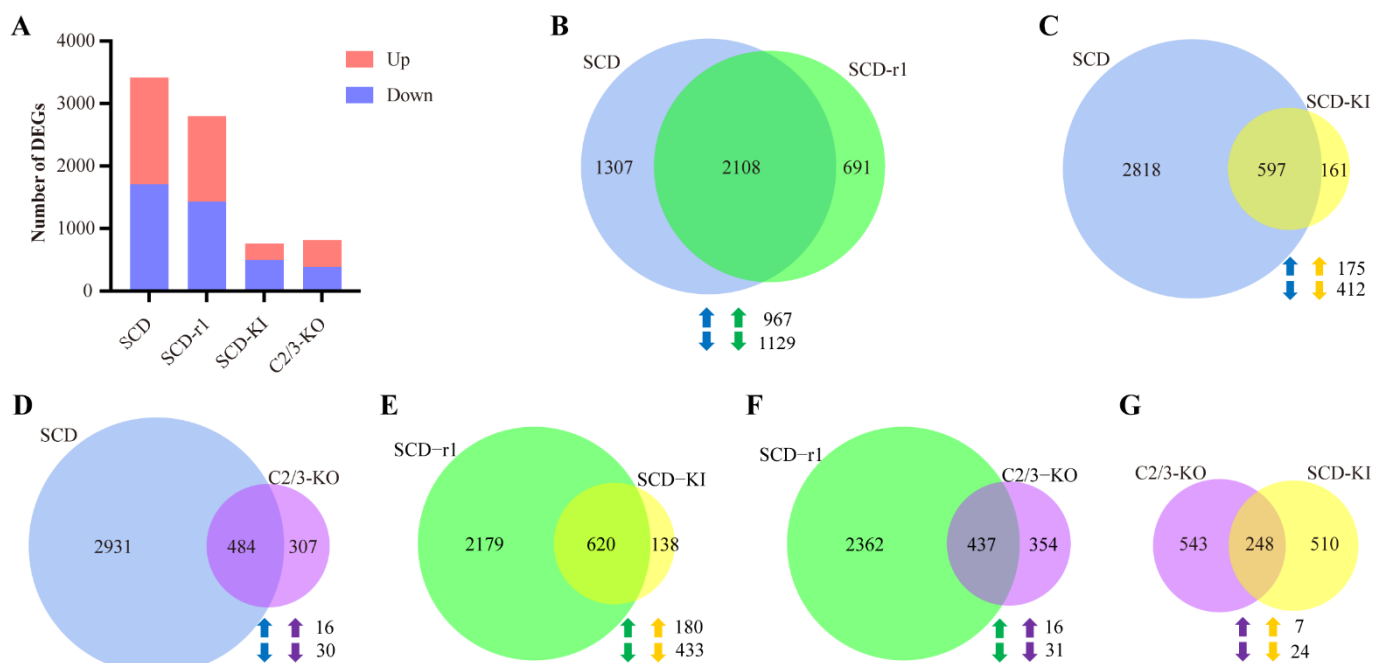 A
4000
3000
2000
1000
0
Number of DEGs
Up
Down
SCD
SCD-r1
SCD-KI
C2/3-KO
B
SCD
SCD-r1
1307
2108
691
967
1129
C
SCD
SCD-KI
2818
597
161
175
412
D
SCD
C2/3-KO
2931
484
307
16
30
E
SCD−r1
SCD−KI
2179
620
138
180
433
F
SCD−r1
C2/3−KO
2362
437
354
16
31
G
C2/3-KO
SCD-KI
543
248
510
7
24